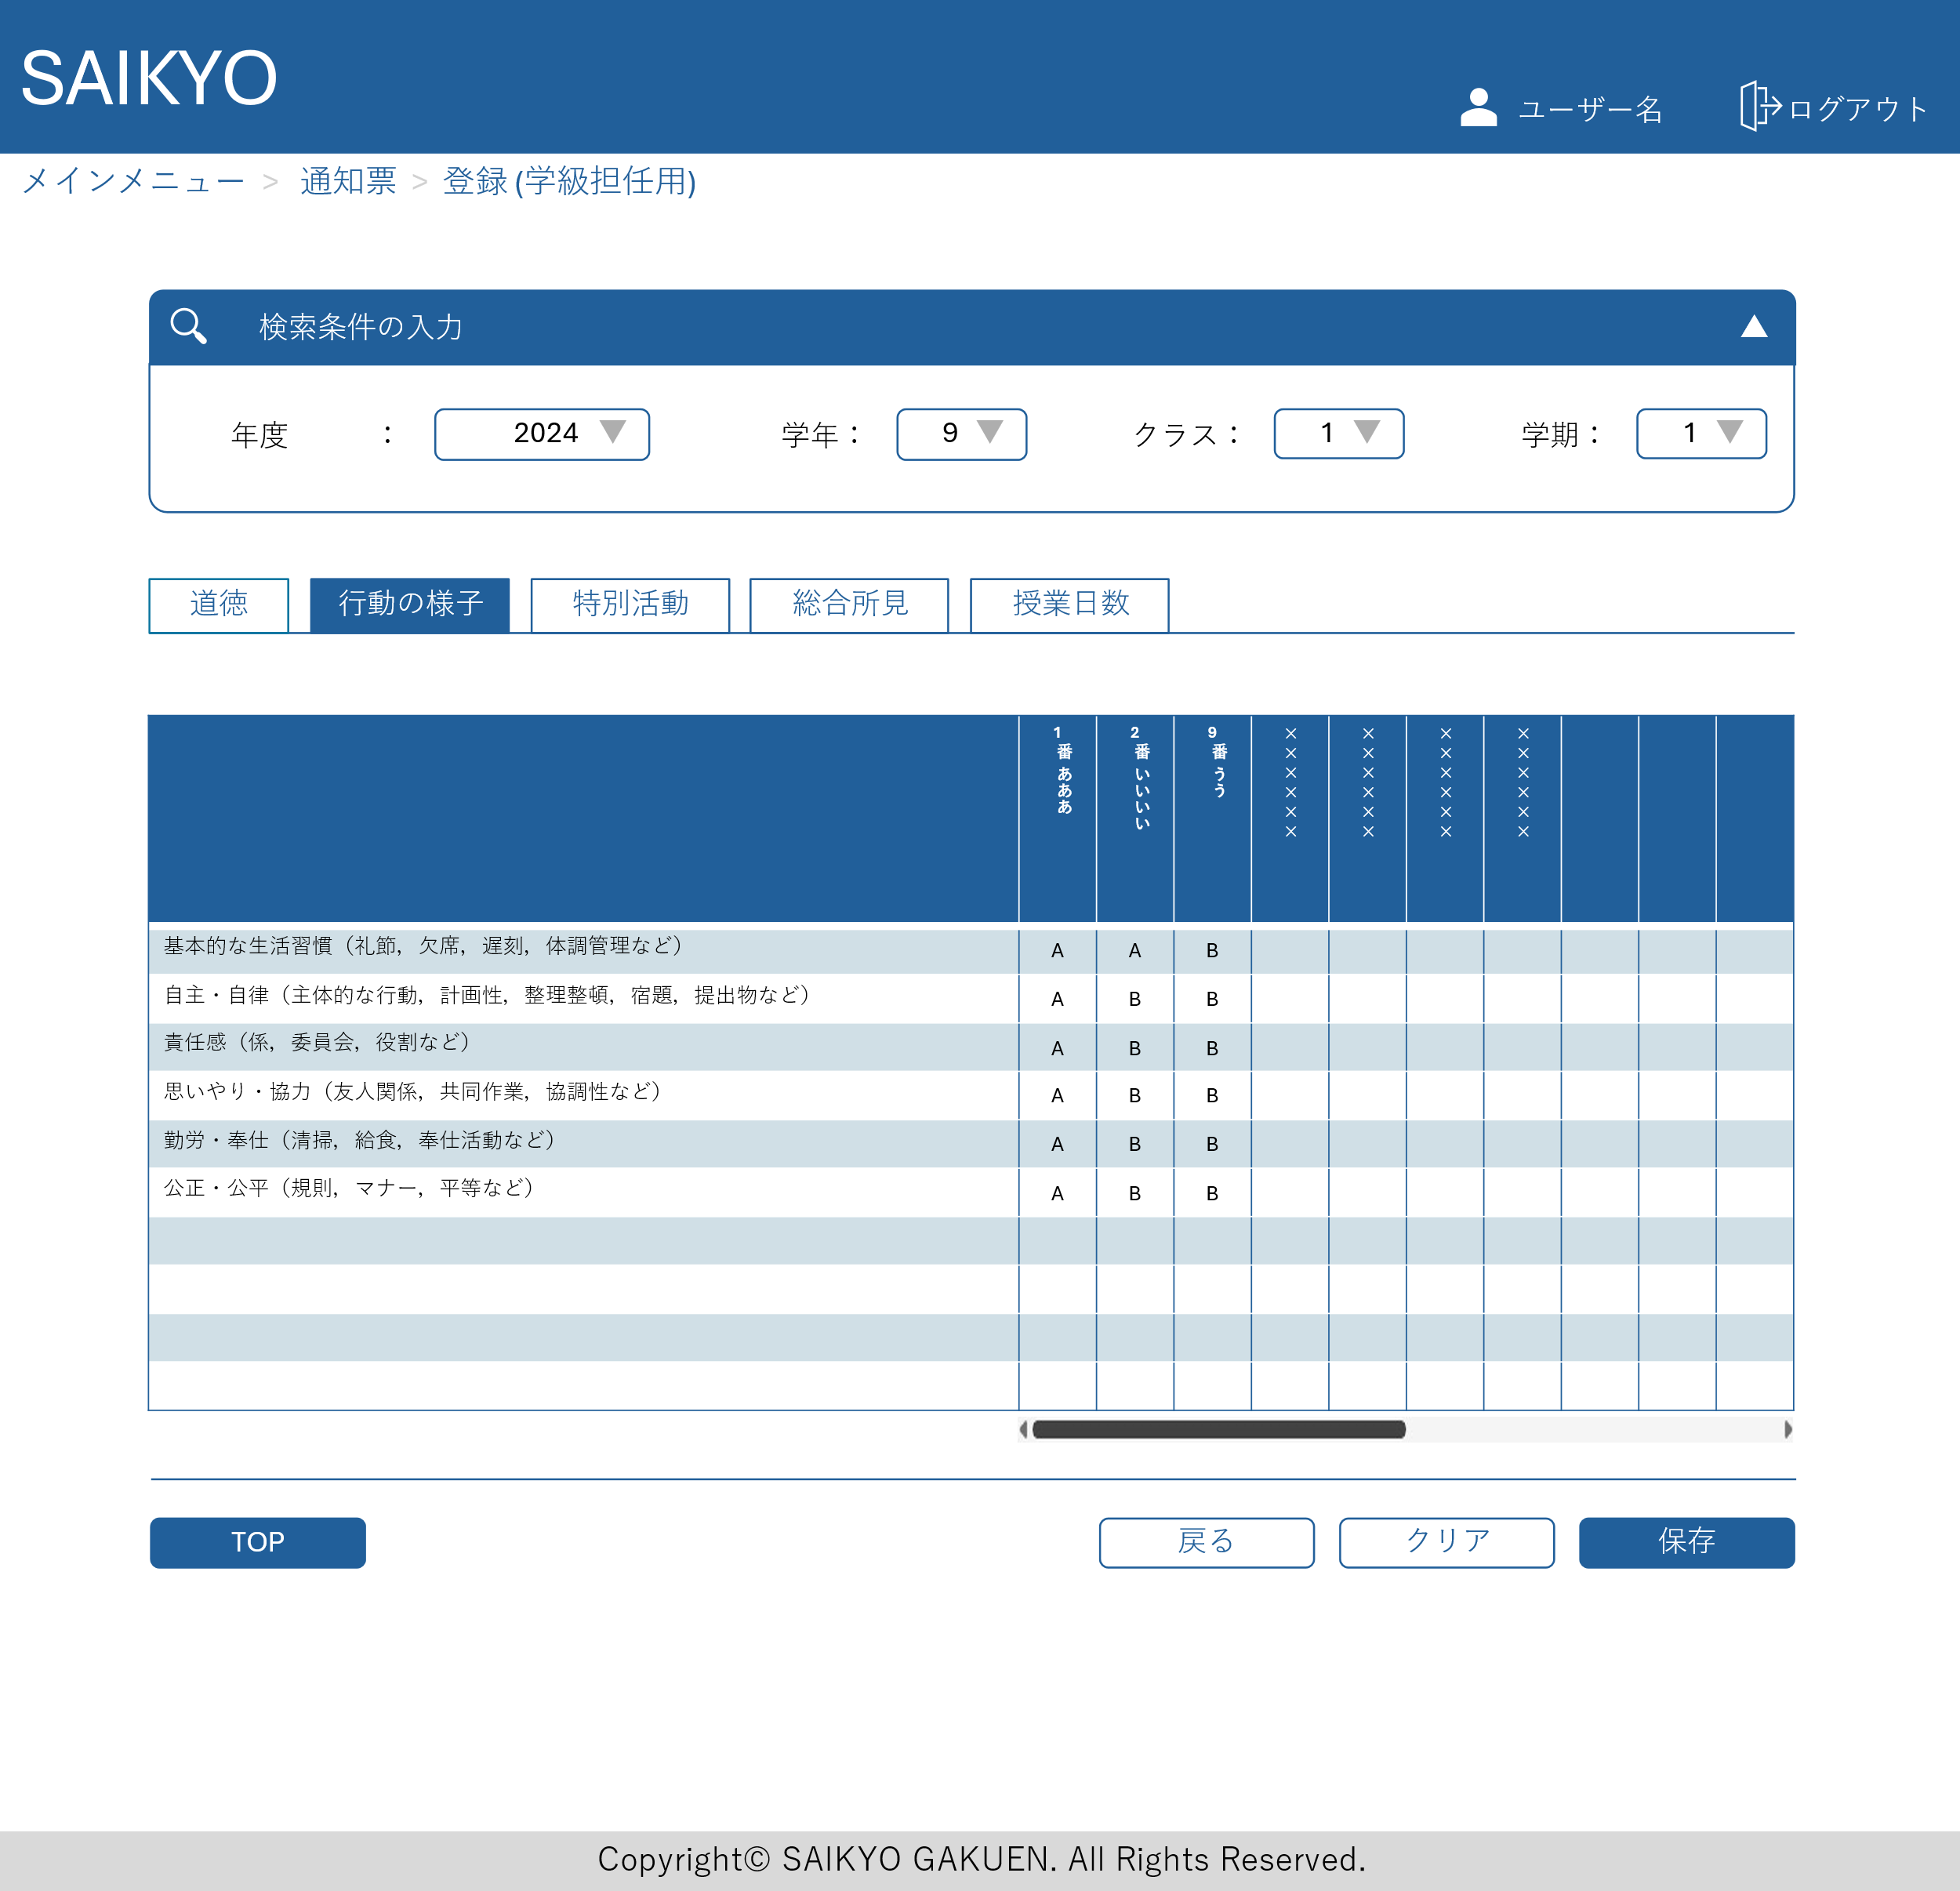 SAIKYO
ユーザー名 ログアウト
メインメニュー > 通知票 > 登録 (学級担任用)
検索条件の入力 ▲
年度 : 2024 ▼ 学年： 9 ▼ クラス： 1 ▼ 学期： 1 ▼
道徳 行動の様子 特別活動 総合所見 授業日数
1番 あああ
2番 いいいい
9番 うう
××××××
××××××
××××××
××××××
基本的な生活習慣（礼節，欠席，遅刻，体調管理など） A A B
自主・自律（主体的な行動，計画性，整理整頓，宿題，提出物など） A B B
責任感（係，委員会，役割など） A B B
思いやり・協力（友人関係，共同作業，協調性など） A B B
勤労・奉仕（清掃，給食，奉仕活動など） A B B
公正・公平（規則，マナー，平等など） A B B
TOP 戻る クリア 保存
Copyright© SAIKYO GAKUEN. All Rights Reserved.